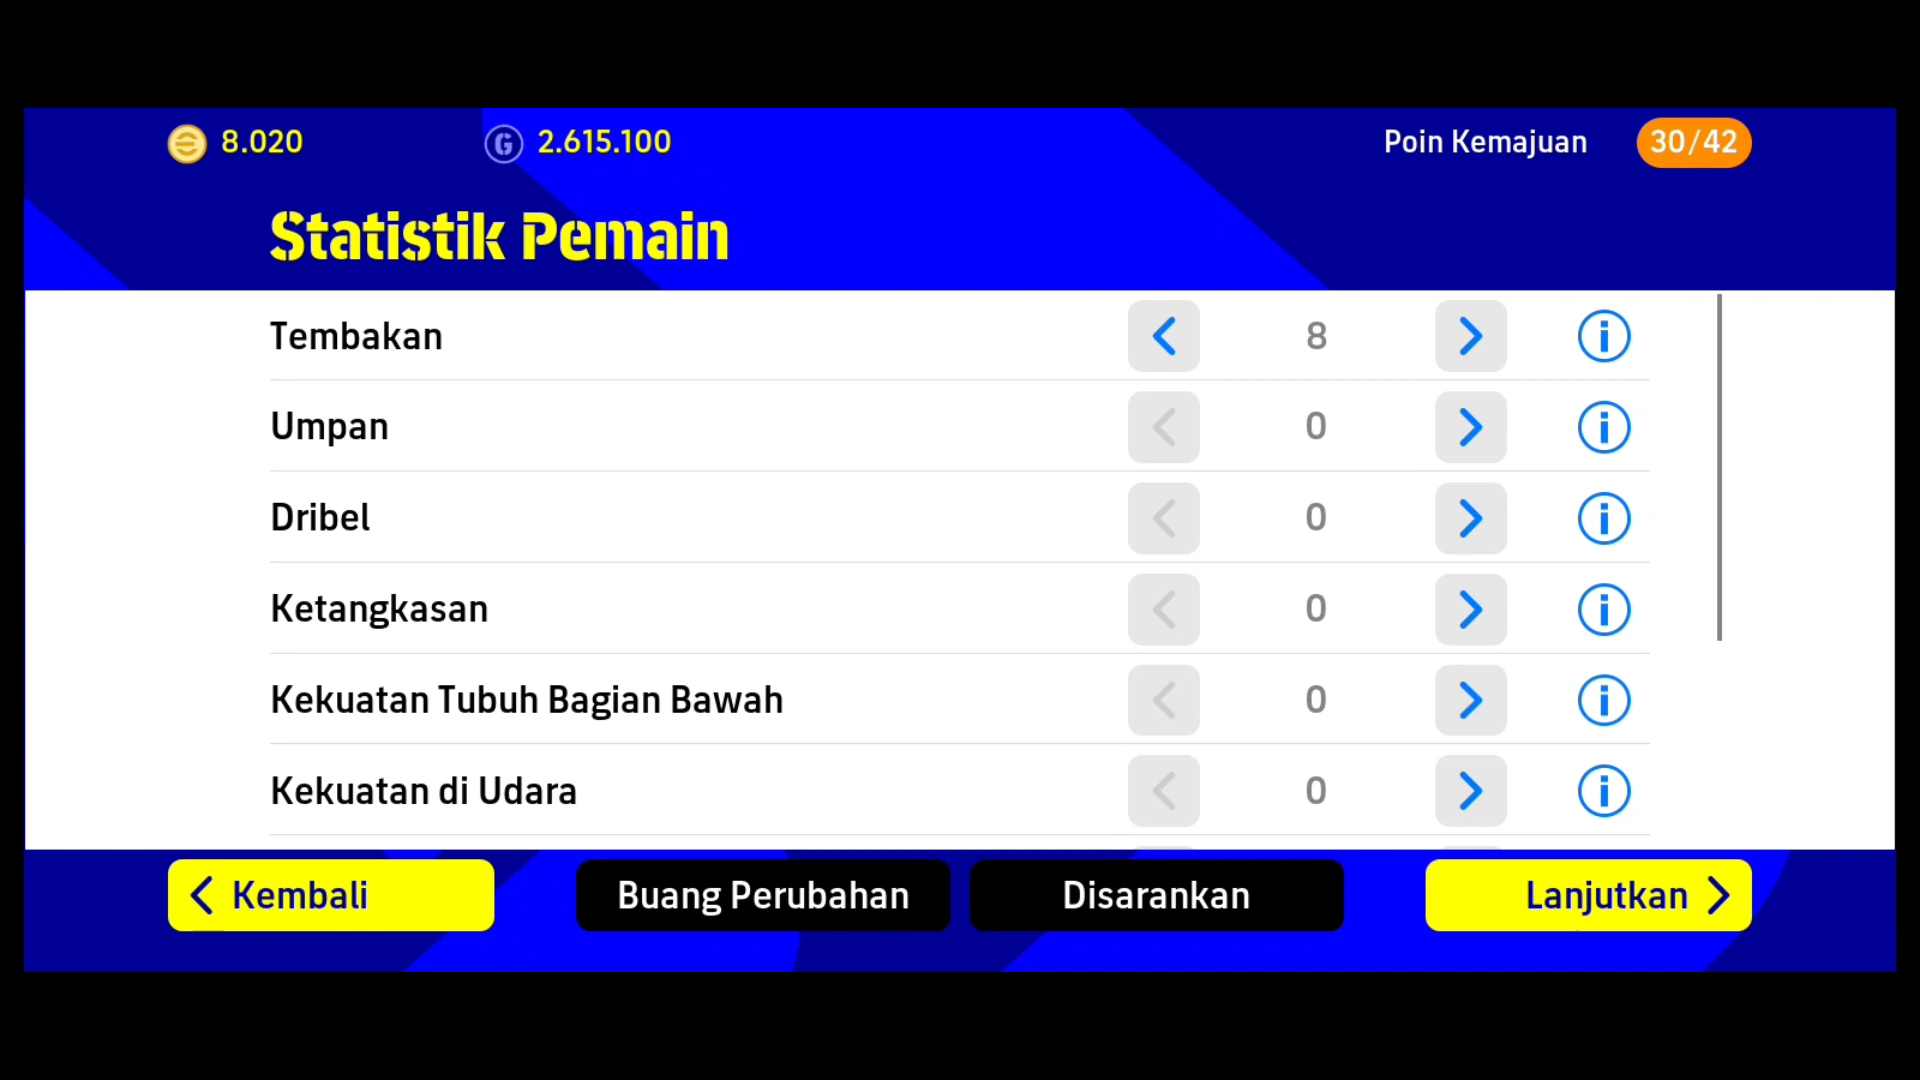 8.020
2.615.100
Poin Kemajuan
30/42
Statistik Pemain
Tembakan
8
Umpan
0
Dribel
0
Ketangkasan
0
Kekuatan Tubuh Bagian Bawah
0
Kekuatan di Udara
0
Kembali
Buang Perubahan
Disarankan
Lanjutkan